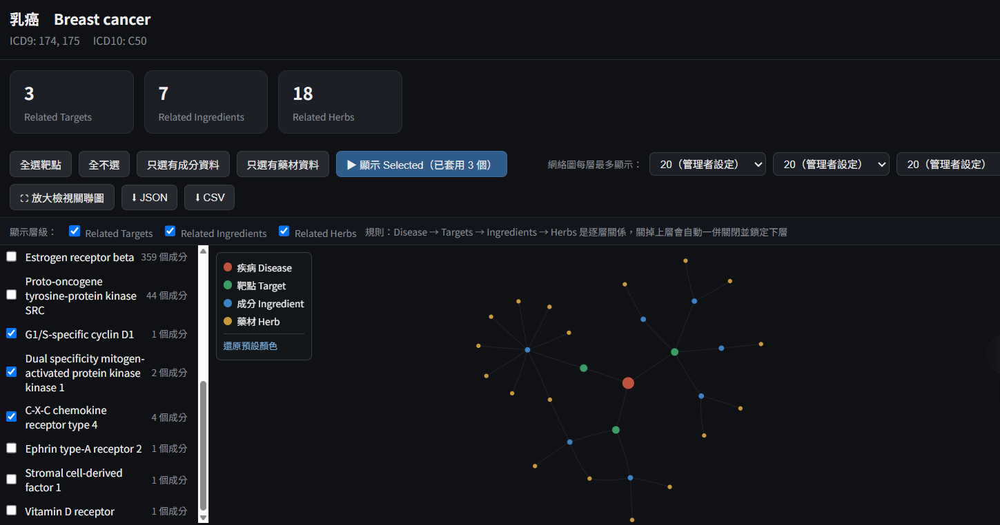 乳癌 Breast cancer
ICD9: 174, 175 ICD10: C50
3
Related Targets
7
Related Ingredients
18
Related Herbs
全選靶點
全不選
只選有成分資料
只選有藥材資料
▶ 顯示 Selected（已套用 3 個）
網絡圖每層最多顯示：
20（管理者設定）
20（管理者設定）
20（管理者設定）
⛶ 放大檢視關聯圖
⬇ JSON
⬇ CSV
顯示層級：
Related Targets
Related Ingredients
Related Herbs
規則：Disease → Targets → Ingredients → Herbs 是逐層關係，關掉上層會自動一併關閉並鎖定下層
Estrogen receptor beta 359 個成分
Proto-oncogene
tyrosine-protein kinase 44 個成分
SRC
G1/S-specific cyclin D1 1 個成分
Dual specificity mitogen-
activated protein kinase 2 個成分
kinase 1
C-X-C chemokine
receptor type 4 4 個成分
Ephrin type-A receptor 2 1 個成分
Stromal cell-derived
factor 1 1 個成分
Vitamin D receptor 1 個成分
疾病 Disease
靶點 Target
成分 Ingredient
藥材 Herb
還原預設顏色